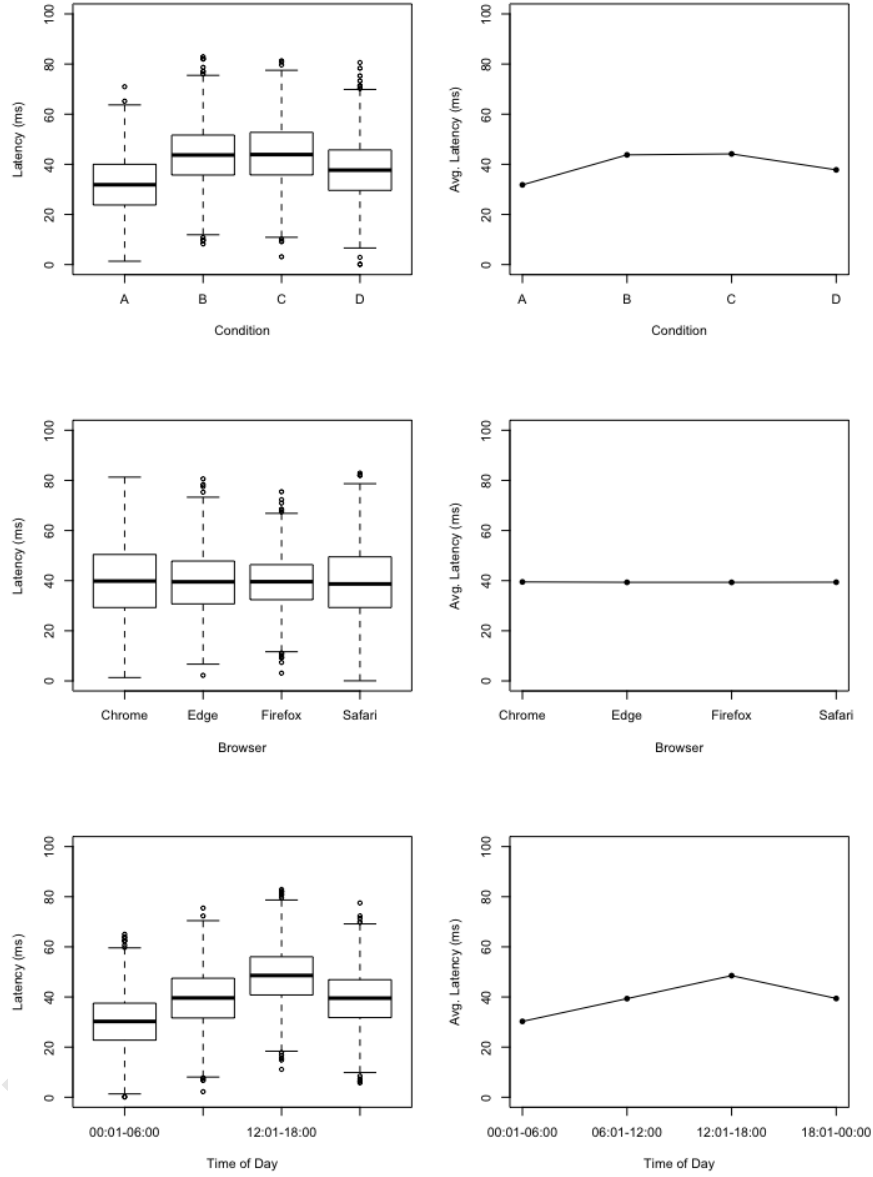 Latency (ms)
100
80
60
40
20
0
A B C D
Condition
Avg. Latency (ms)
100
80
60
40
20
0
A B C D
Condition
Latency (ms)
100
80
60
40
20
0
Chrome Edge Firefox Safari
Browser
Avg. Latency (ms)
100
80
60
40
20
0
Chrome Edge Firefox Safari
Browser
Latency (ms)
100
80
60
40
20
0
00:01-06:00 12:01-18:00
Time of Day
Avg. Latency (ms)
100
80
60
40
20
0
00:01-06:00 06:01-12:00 12:01-18:00 18:01-00:00
Time of Day